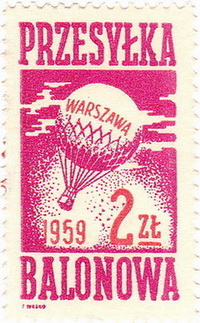 PRZESYŁKA
WARSZAWA
1959
2 ZŁ
BALONOWA